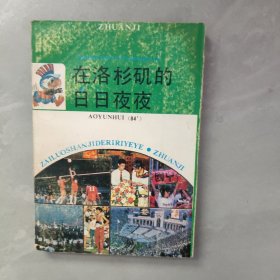 ZHUANJI
在洛杉矶的
日日夜夜
AOYUNHUI（84'）
ZAILUOSHANJIDERIRIYEYE • ZHUANJI